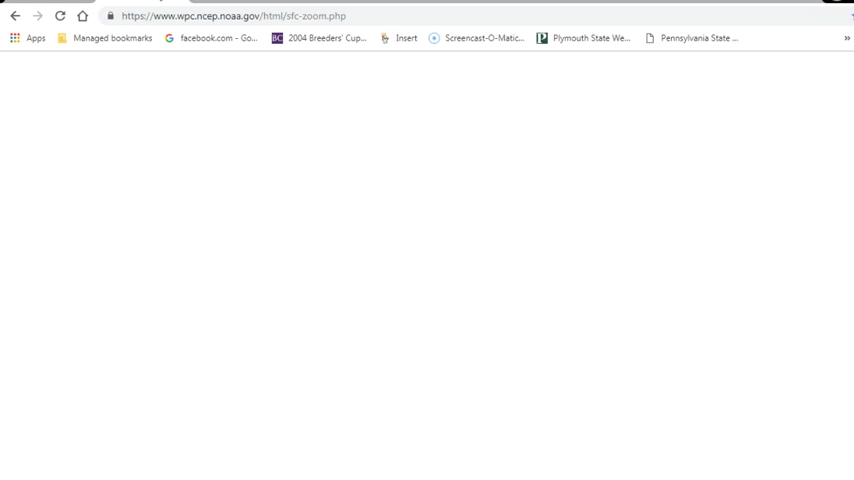 https://www.wpc.ncep.noaa.gov/html/sfc-zoom.php
Apps Managed bookmarks facebook.com - Go... BC 2004 Breeders' Cup... Insert Screencast-O-Matic... Plymouth State We... Pennsylvania State ... »